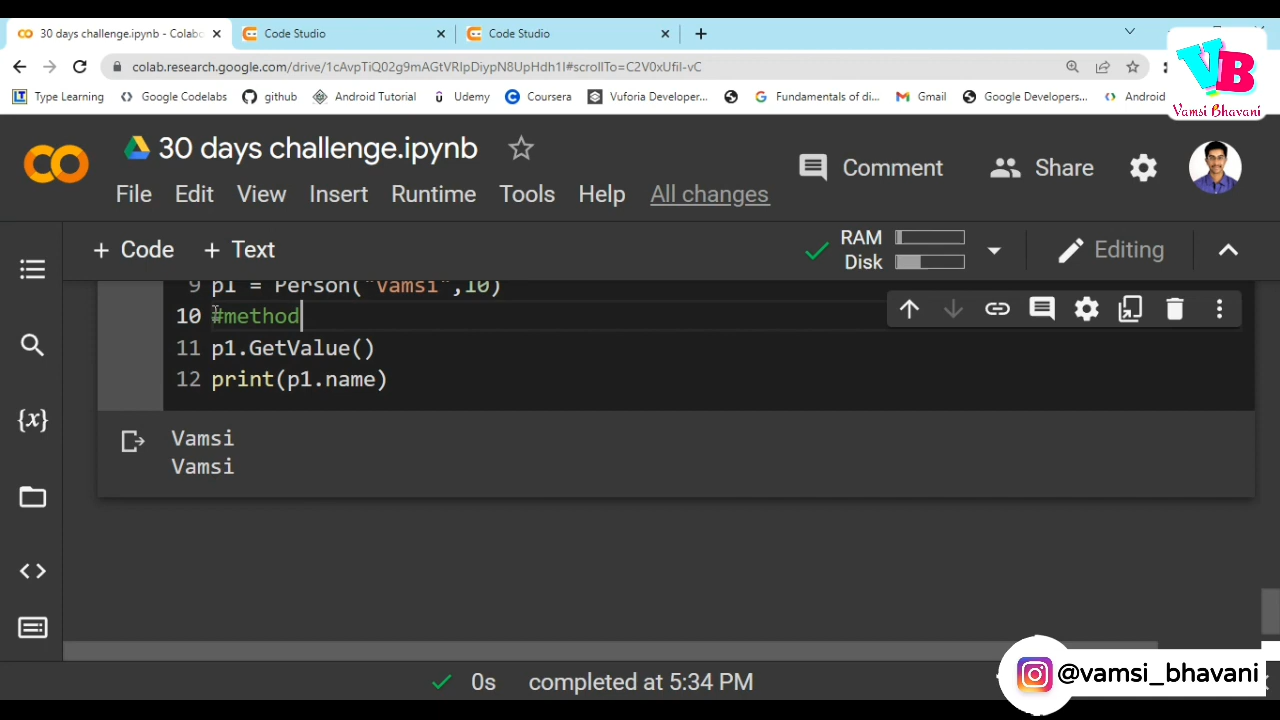 30 days challenge.ipynb - Colabo
Code Studio
Code Studio
VB
Vamsi Bhavani
colab.research.google.com/drive/1cAvpTiQ02g9mAGtVRIpDiypNPUpHdh1I#scrollTo=C2V0xUfil-vC
Type Learning
Google Codelabs
github
Android Tutorial
Udemy
Coursera
Vuforia Developer...
Fundamentals of di...
Gmail
Google Developers...
Android
30 days challenge.ipynb
Comment
Share
File Edit View Insert Runtime Tools Help All changes
+ Code + Text
RAM
Disk
Editing
9 p1 = Person("Vamsi",10)
10 #method
11 p1.GetValue()
12 print(p1.name)
{x}
Vamsi
Vamsi
0s completed at 5:34 PM
@vamsi_bhavani